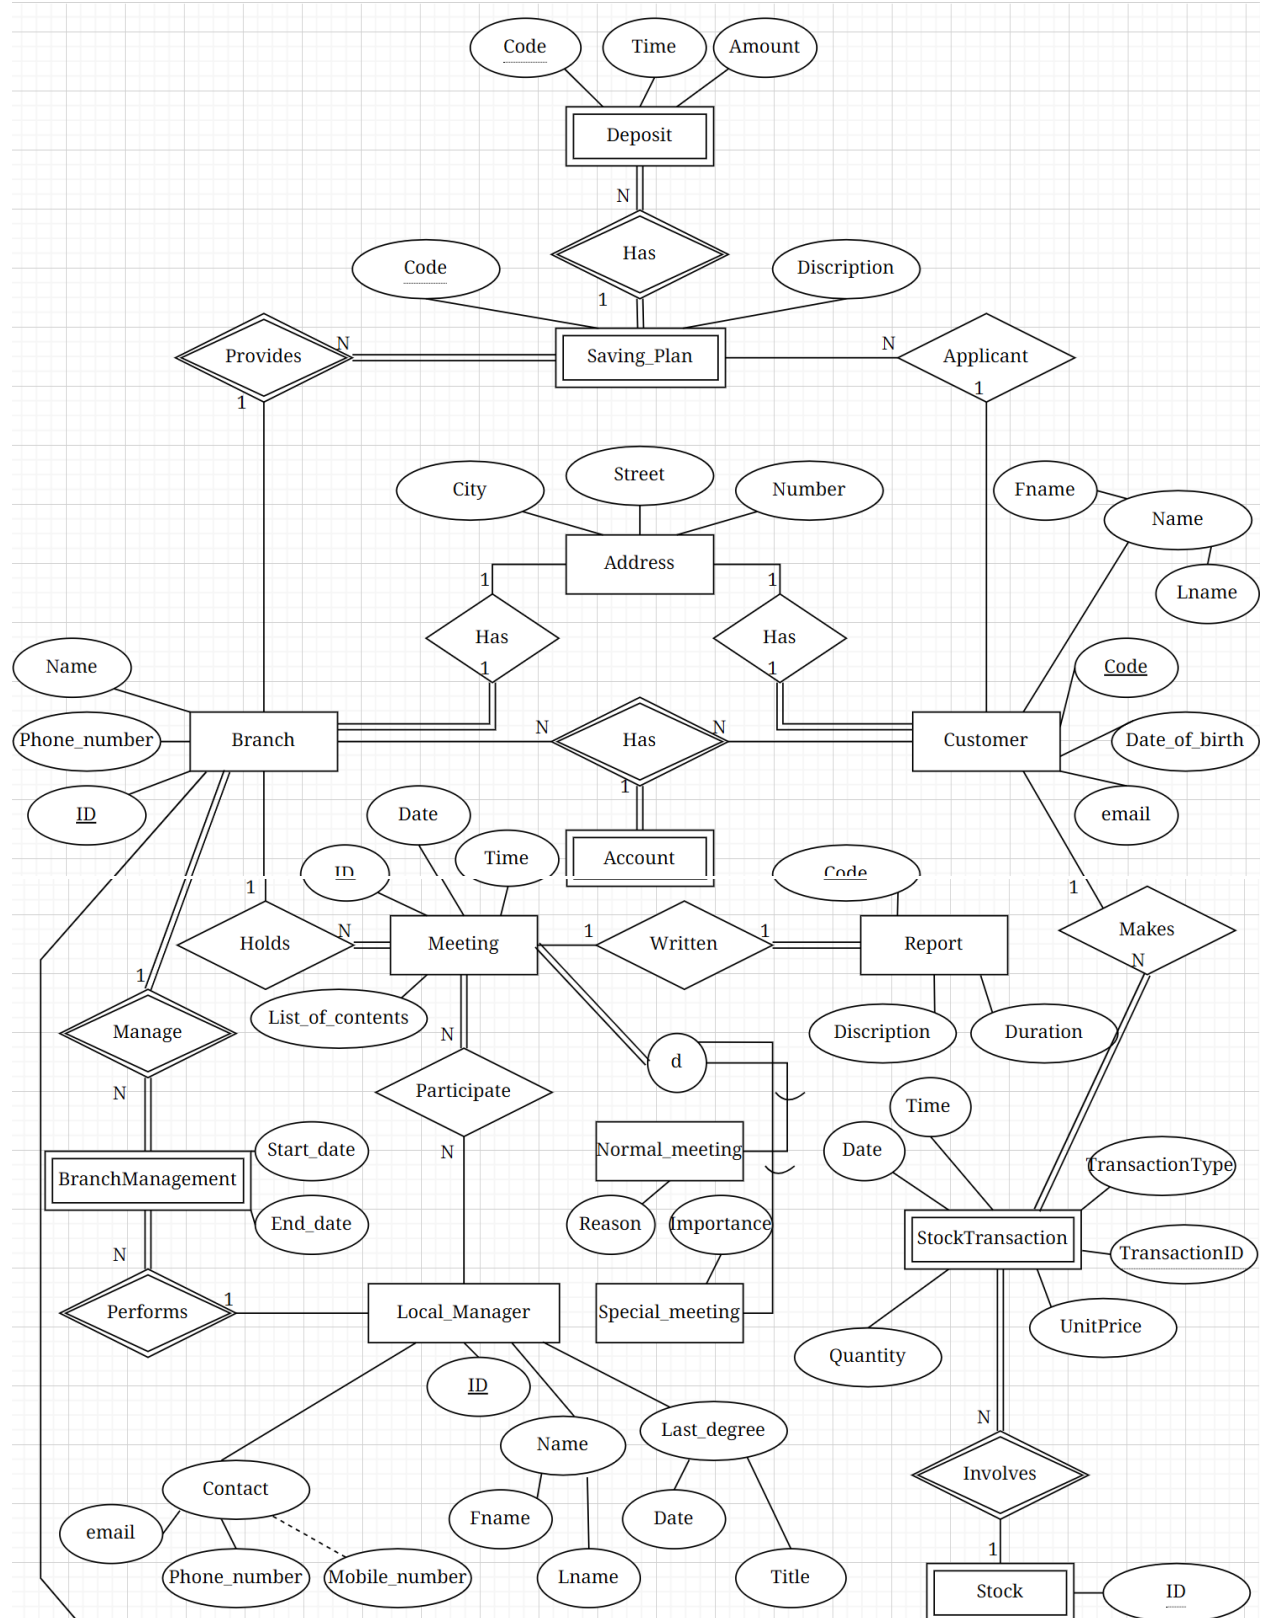 Code
Time
Amount
Deposit
N
Has
1
Code
Discription
Provides
N
Saving_Plan
N
Applicant
1
1
City
Street
Number
Fname
Name
Lname
Address
1
1
Has
Has
1
1
Name
Code
Phone_number
Branch
N
Has
N
Customer
Date_of_birth
ID
1
email
Date
ID
Time
Account
Code
1
1
Holds
N
Meeting
1
Written
1
Report
Makes
N
1
Manage
List_of_contents
N
Discription
Duration
d
Participate
N
N
Time
Normal_meeting
Date
TransactionType
Start_date
BranchManagement
End_date
Reason
Importance
StockTransaction
TransactionID
N
Performs
1
Local_Manager
Special_meeting
UnitPrice
Quantity
ID
Last_degree
Name
N
Contact
Involves
email
Fname
Date
1
Phone_number
Mobile_number
Lname
Title
Stock
ID